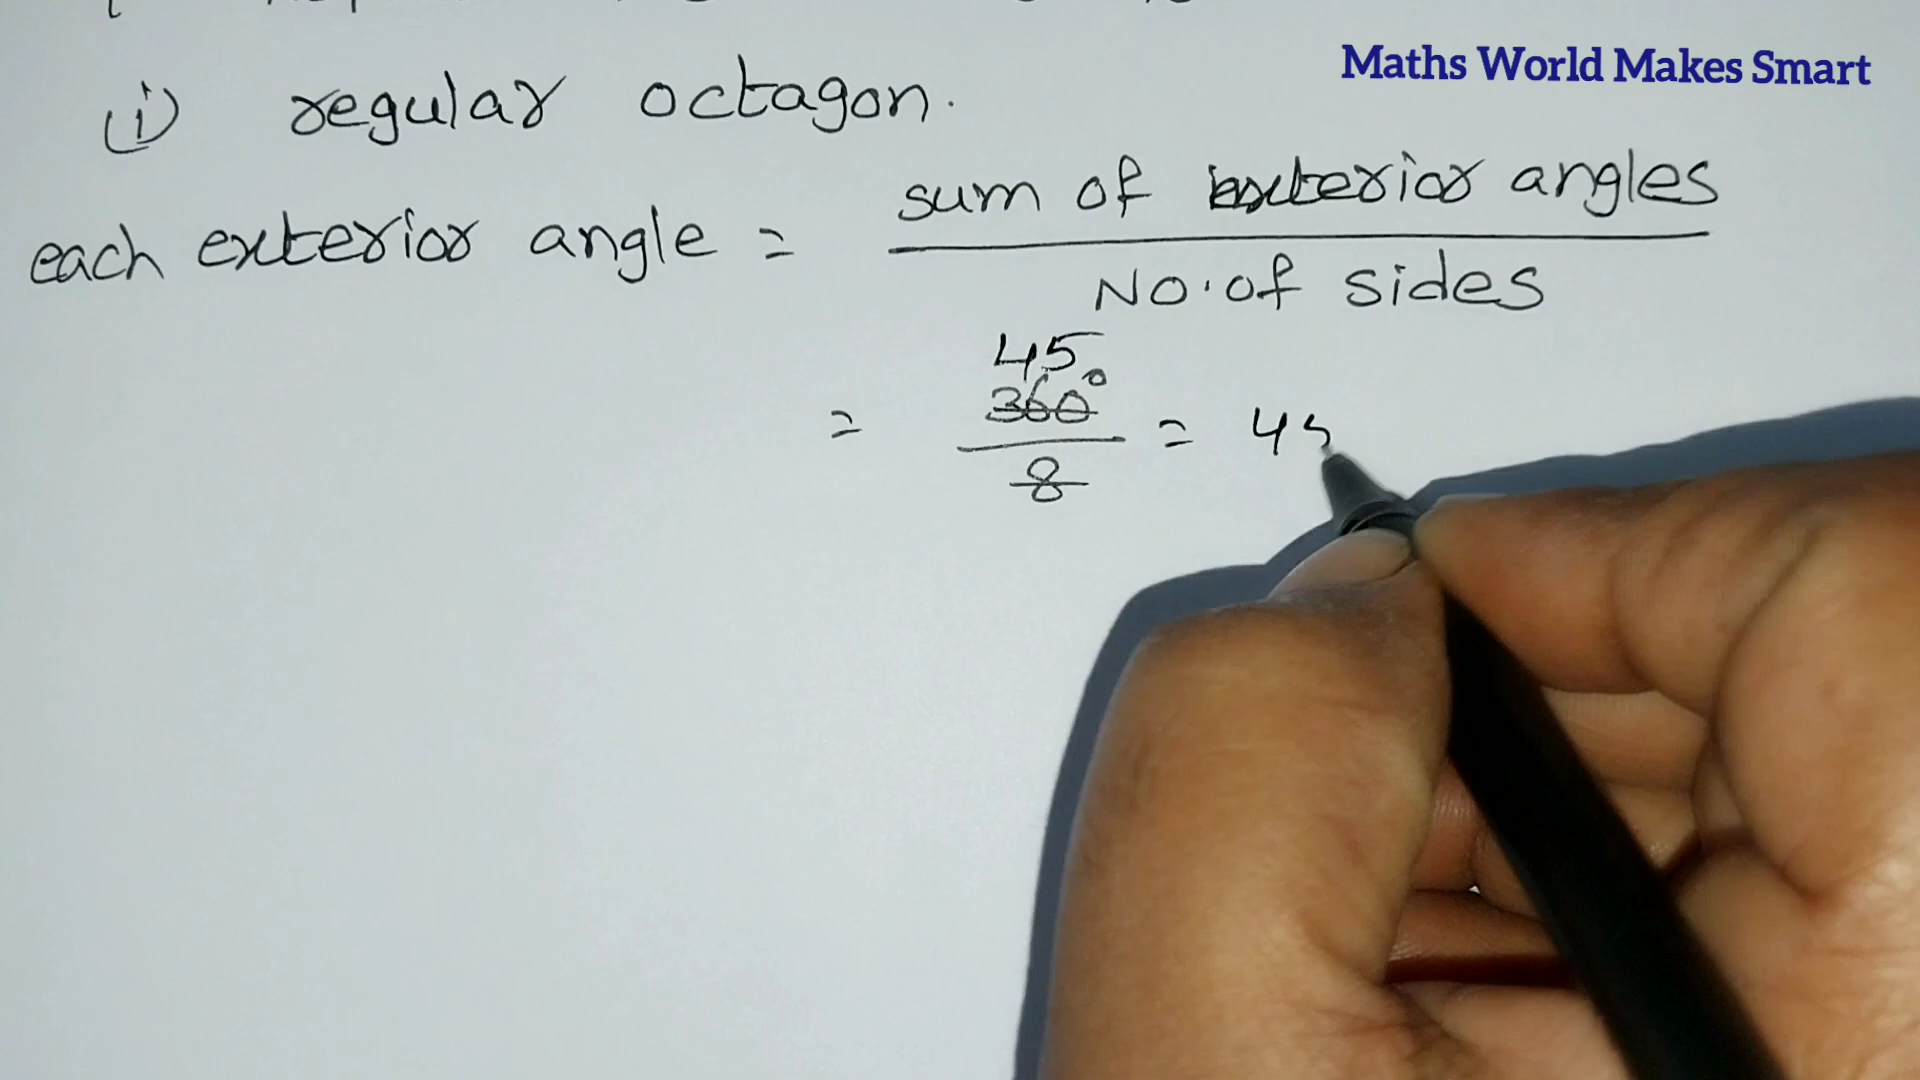 Maths World Makes Smart
(i) regular octagon.
each exterior angle = sum of exterior angles
No. of sides
45
= 360° = 45
8